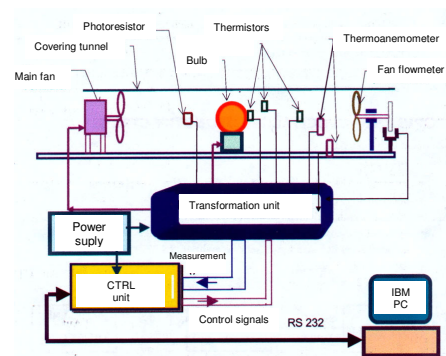 Photoresistor
Thermistors
Covering tunnel
Thermoanemometer
Bulb
Main fan
Fan flowmeter
Transformation unit
Power
suply
Measurement
CTRL
unit
IBM
PC
Control signals
RS 232